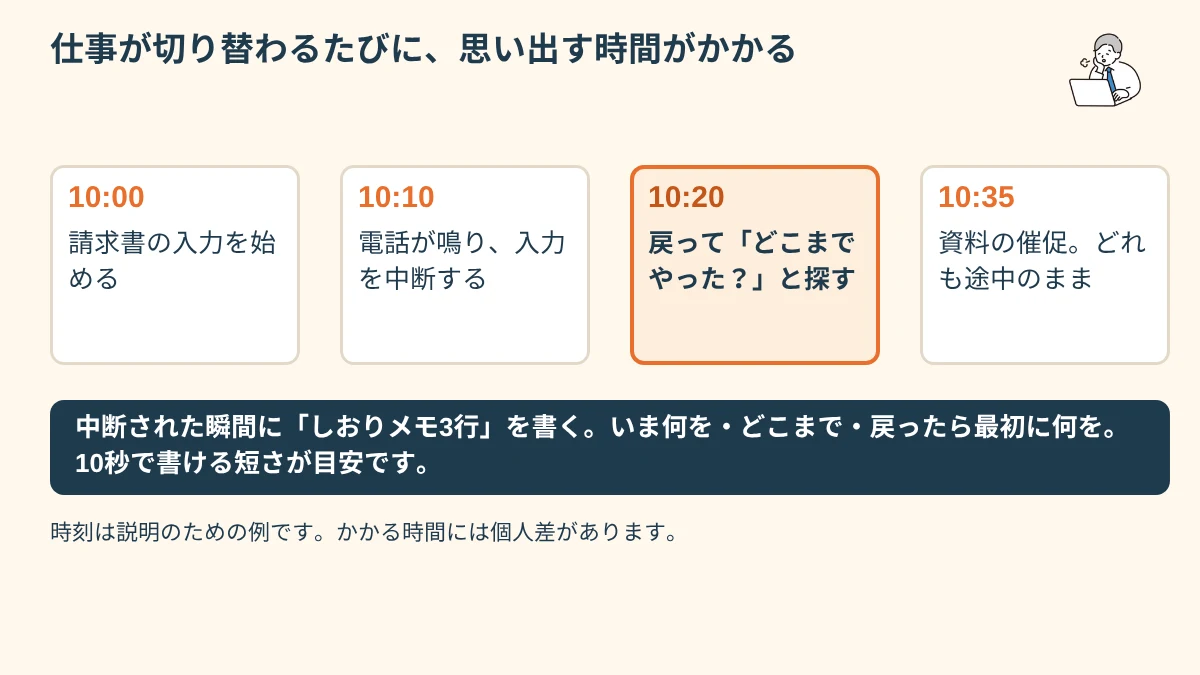 仕事が切り替わるたびに、思い出す時間がかかる
10:00
請求書の入力を始
める
10:10
電話が鳴り、入力
を中断する
10:20
戻って「どこまで
やった？」と探す
10:35
資料の催促。どれ
も途中のまま
中断された瞬間に「しおりメモ3行」を書く。いま何を・どこまで・戻ったら最初に何を。
10秒で書ける短さが目安です。
時刻は説明のための例です。かかる時間には個人差があります。